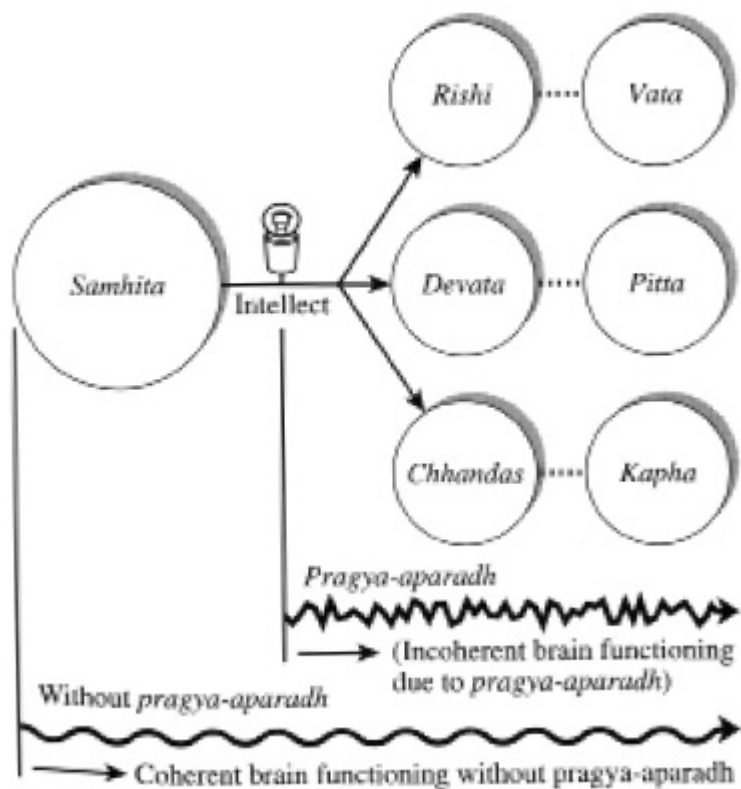 Rishi
Vata
Samhita
Intellect
Devata
Pitta
Chhandas
Kapha
Pragya-aparadh
(Incoherent brain functioning
due to pragya-aparadh)
Without pragya-aparadh
Coherent brain functioning without pragya-aparadh